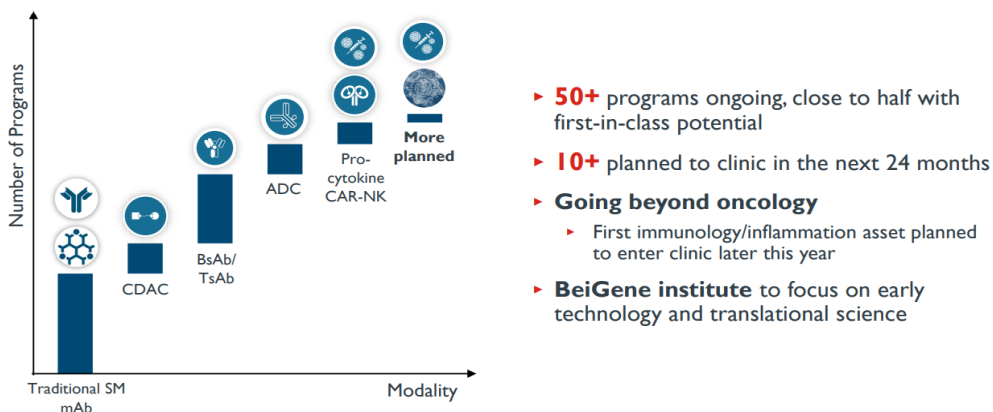 Number of Programs
Traditional SM
mAb
CDAC
BsAb/
TsAb
ADC
Pro-
cytokine
CAR-NK
More
planned
Modality
▸ 50+ programs ongoing, close to half with
first-in-class potential
▸ 10+ planned to clinic in the next 24 months
▸ Going beyond oncology
▸ First immunology/inflammation asset planned
to enter clinic later this year
▸ BeiGene institute to focus on early
technology and translational science